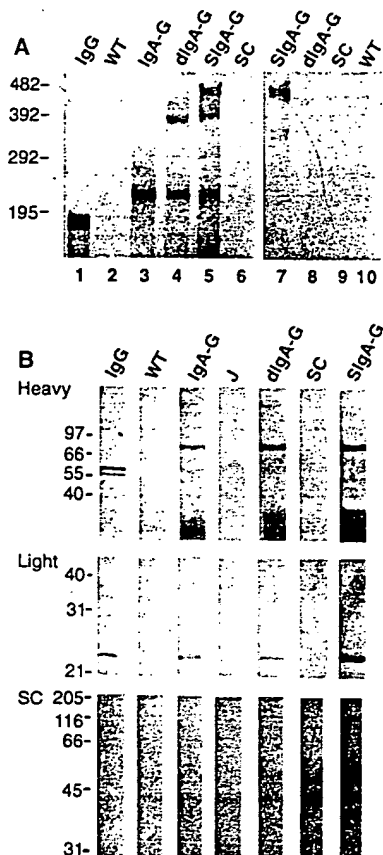 A
IgG WT IgA-G dIgA-G SIgA-G SC SIgA-G dIgA-G SC WT
482-
392-
292-
195-
1 2 3 4 5 6 7 8 9 10
B
IgG WT IgA-G J dIgA-G SC SIgA-G
Heavy
97-
66-
55-
40-
Light
40-
31-
21-
SC 205-
116-
66-
45-
31-